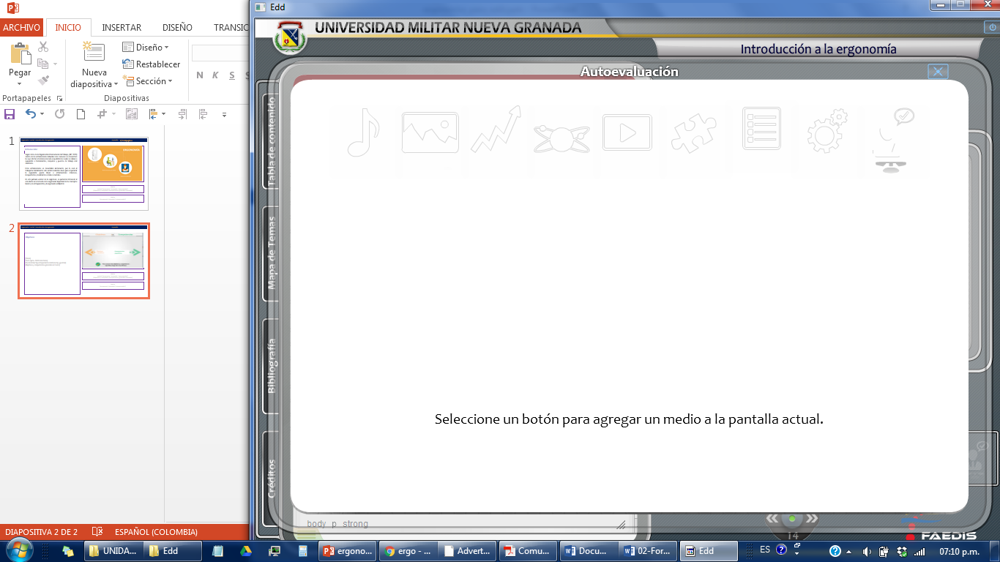 Edd
ARCHIVO INICIO INSERTAR DISEÑO TRANSIC
Pegar
Nueva
diapositiva
Diseño
Restablecer
Sección
N K S S
Portapapeles
Diapositivas
1
2
DIAPOSITIVA 2 DE 2
ESPAÑOL (COLOMBIA)
UNIVERSIDAD MILITAR NUEVA GRANADA
Introducción a la ergonomía
Autoevaluación
Tabla de contenido
Mapa de Temas
Bibliografía
Créditos
Seleccione un botón para agregar un medio a la pantalla actual.
body p strong
14
FAEDIS
UNIDA...
Edd
ergono...
ergo - ...
Advert...
Comu...
Docu...
02-For...
Edd
ES
07:10 p.m.